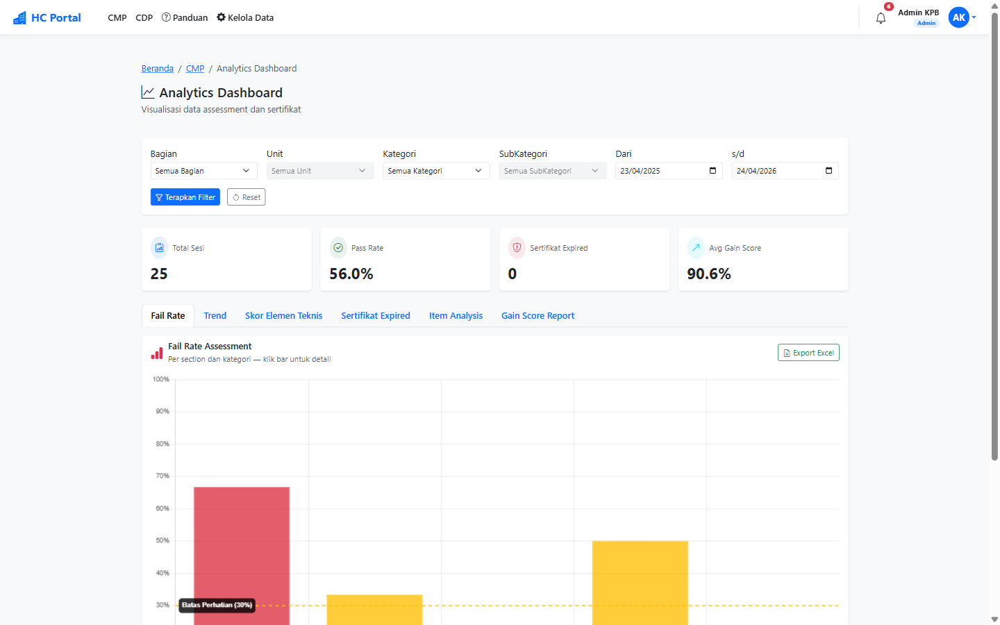 HC Portal CMP CDP Panduan Kelola Data 6 Admin KPB Admin AK
Beranda / CMP / Analytics Dashboard
Analytics Dashboard
Visualisasi data assessment dan sertifikat
Bagian Unit Kategori SubKategori Dari s/d
Semua Bagian Semua Unit Semua Kategori Semua SubKategori 23/04/2025 24/04/2026
Terapkan Filter Reset
Total Sesi Pass Rate Sertifikat Expired Avg Gain Score
25 56.0% 0 90.6%
Fail Rate Trend Skor Elemen Teknis Sertifikat Expired Item Analysis Gain Score Report
Fail Rate Assessment
Per section dan kategori — klik bar untuk detail
Export Excel
100%
90%
80%
70%
60%
50%
40%
30% Batas Perhatian (30%)